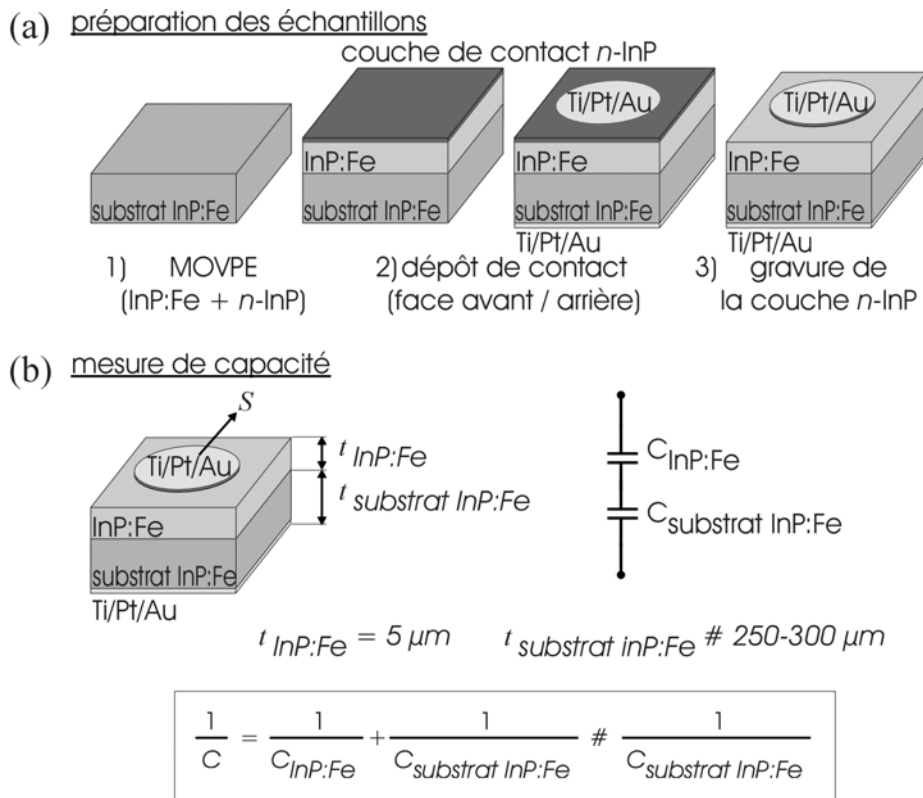 (a) préparation des échantillons
couche de contact n-InP
substrat InP:Fe
InP:Fe
substrat InP:Fe
Ti/Pt/Au
InP:Fe
substrat InP:Fe
Ti/Pt/Au
Ti/Pt/Au
InP:Fe
substrat InP:Fe
Ti/Pt/Au
1) MOVPE
(InP:Fe + n-InP)
2) dépôt de contact
(face avant / arrière)
3) gravure de
la couche n-InP
(b) mesure de capacité
S
Ti/Pt/Au
InP:Fe
substrat InP:Fe
Ti/Pt/Au
t InP:Fe
t substrat InP:Fe
C InP:Fe
C substrat InP:Fe
t InP:Fe = 5 µm
t substrat inP:Fe # 250-300 µm
1/C = 1/C InP:Fe + 1/C substrat InP:Fe # 1/C substrat InP:Fe